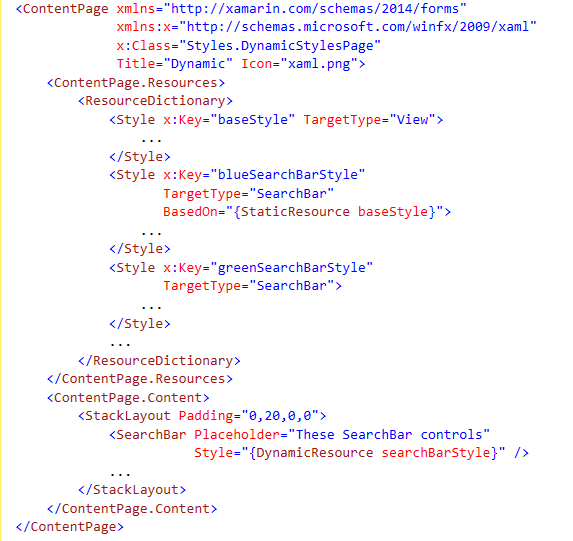 <ContentPage xmlns="http://xamarin.com/schemas/2014/forms"
             xmlns:x="http://schemas.microsoft.com/winfx/2009/xaml"
             x:Class="Styles.DynamicStylesPage"
             Title="Dynamic" Icon="xaml.png">
    <ContentPage.Resources>
        <ResourceDictionary>
            <Style x:Key="baseStyle" TargetType="View">
                ...
            </Style>
            <Style x:Key="blueSearchBarStyle"
                   TargetType="SearchBar"
                   BasedOn="{StaticResource baseStyle}">
                ...
            </Style>
            <Style x:Key="greenSearchBarStyle"
                   TargetType="SearchBar">
                ...
            </Style>
            ...
        </ResourceDictionary>
    </ContentPage.Resources>
    <ContentPage.Content>
        <StackLayout Padding="0,20,0,0">
            <SearchBar Placeholder="These SearchBar controls"
                       Style="{DynamicResource searchBarStyle}" />
            ...
        </StackLayout>
    </ContentPage.Content>
</ContentPage>